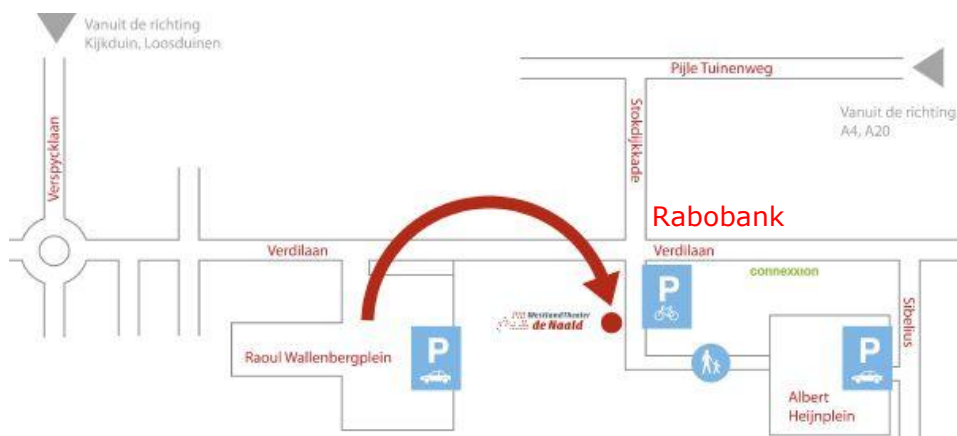 Vanuit de richting
Kijkduin, Loosduinen
Pijle Tuinenweg
Vanuit de richting
A4, A20
Verspycklaan
Stokdijkkade
Rabobank
Verdilaan
Verdilaan
connexxion
P
Sibelius
WestlandTheater
de Naald
Raoul Wallenbergplein
P
P
Albert
Heijnplein